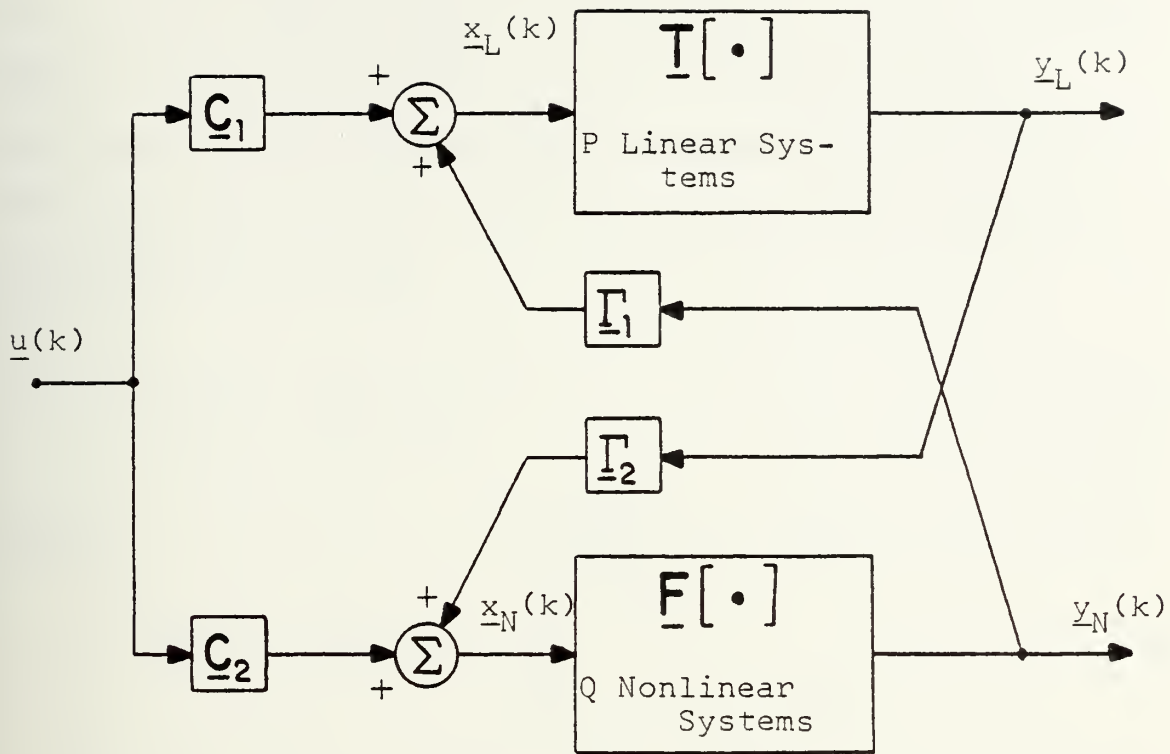 x_L(k)
T[•]
y_L(k)
+
C_1
Σ
+
P Linear Sys-
tems
Γ_1
u(k)
Γ_2
+
x_N(k)
F[•]
y_N(k)
C_2
Σ
+
Q Nonlinear
Systems